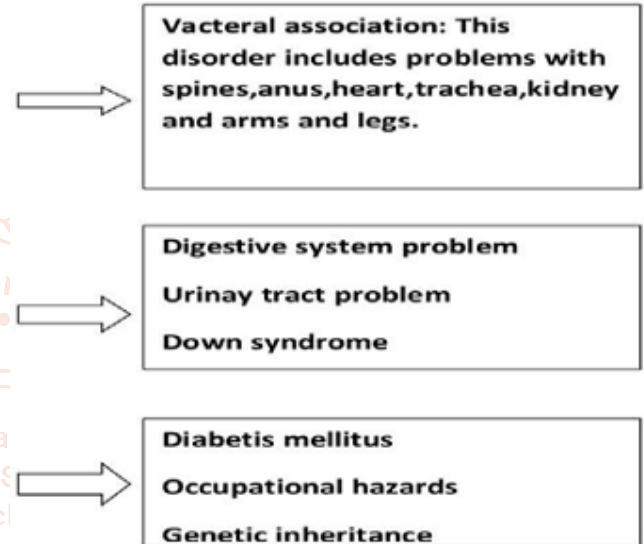 Vacteral association: This
disorder includes problems with
spines,anus,heart,trachea,kidney
and arms and legs.
Digestive system problem
Urinay tract problem
Down syndrome
Diabetis mellitus
Occupational hazards
Genetic inheritance